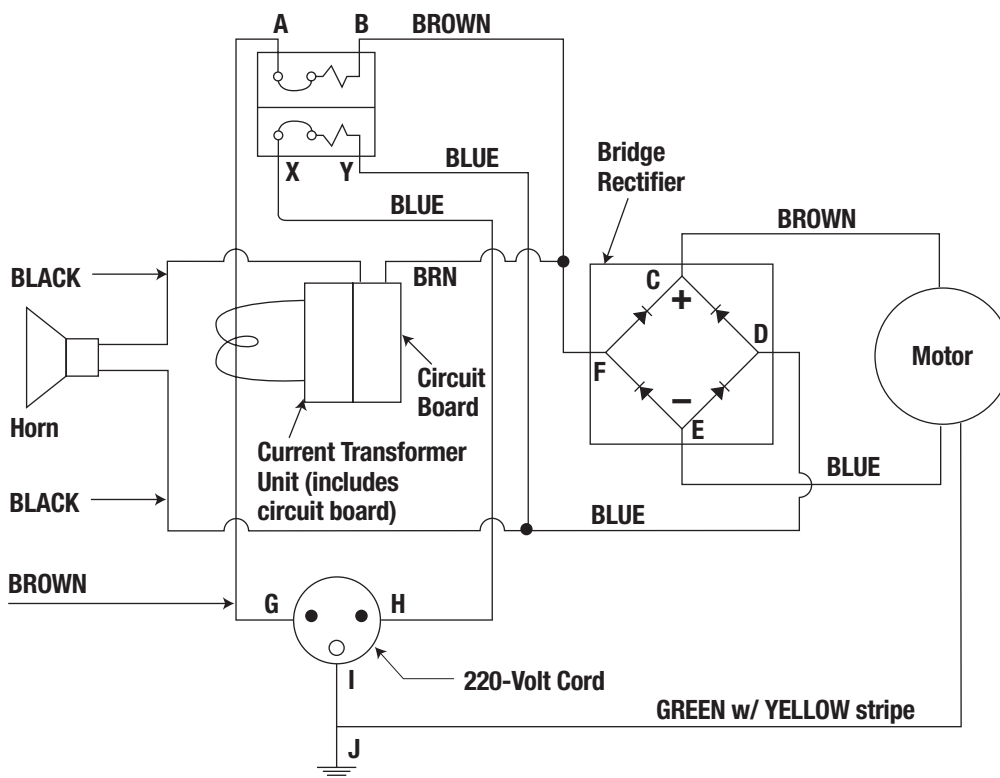 A
B
BROWN
X
Y
BLUE
BLUE
Bridge
Rectifier
BROWN
BLACK
BRN
C
+
D
F
−
E
Motor
Horn
Circuit
Board
Current Transformer
Unit (includes
circuit board)
BLUE
BLACK
BLUE
BROWN
G
H
I
220-Volt Cord
GREEN w/ YELLOW stripe
J